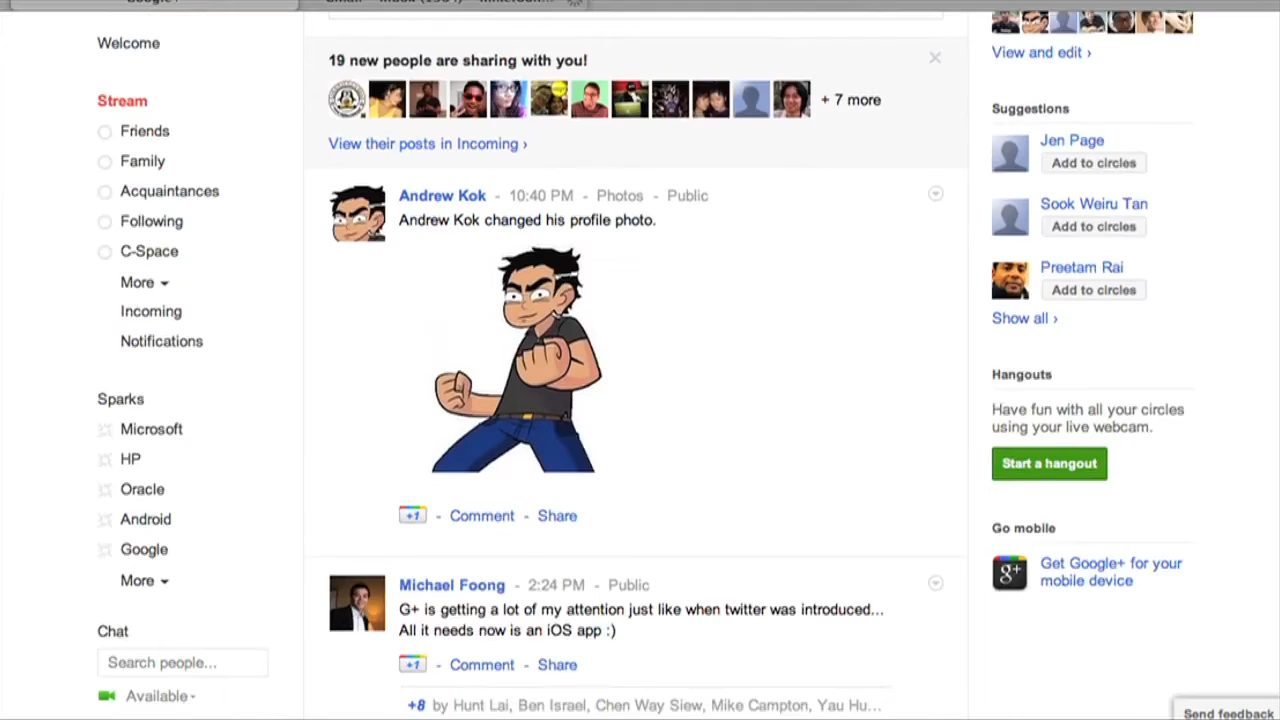 Welcome
Stream
Friends
Family
Acquaintances
Following
C-Space
More
Incoming
Notifications
Sparks
Microsoft
HP
Oracle
Android
Google
More
Chat
Search people...
Available
19 new people are sharing with you!
+ 7 more
View their posts in Incoming ›
Andrew Kok - 10:40 PM - Photos - Public
Andrew Kok changed his profile photo.
+1 - Comment - Share
Michael Foong - 2:24 PM - Public
G+ is getting a lot of my attention just like when twitter was introduced...
All it needs now is an iOS app :)
+1 - Comment - Share
+8 by Hunt Lai, Ben Israel, Chen Way Siew, Mike Campton, Yau Hu...
View and edit ›
Suggestions
Jen Page
Add to circles
Sook Weiru Tan
Add to circles
Preetam Rai
Add to circles
Show all ›
Hangouts
Have fun with all your circles
using your live webcam.
Start a hangout
Go mobile
g+
Get Google+ for your
mobile device
Send feedback